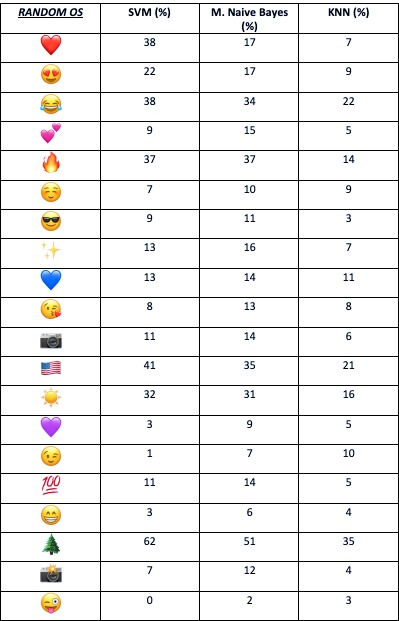 RANDOM OS SVM (%) M. Naive Bayes (%) KNN (%)
❤️ 38 17 7
😍 22 17 9
😂 38 34 22
💕 9 15 5
🔥 37 37 14
☺️ 7 10 9
😎 9 11 3
✨ 13 16 7
💙 13 14 11
😘 8 13 8
📷 11 14 6
🇺🇸 41 35 21
☀️ 32 31 16
💜 3 9 5
😉 1 7 10
💯 11 14 5
😁 3 6 4
🌲 62 51 35
📸 7 12 4
😜 0 2 3